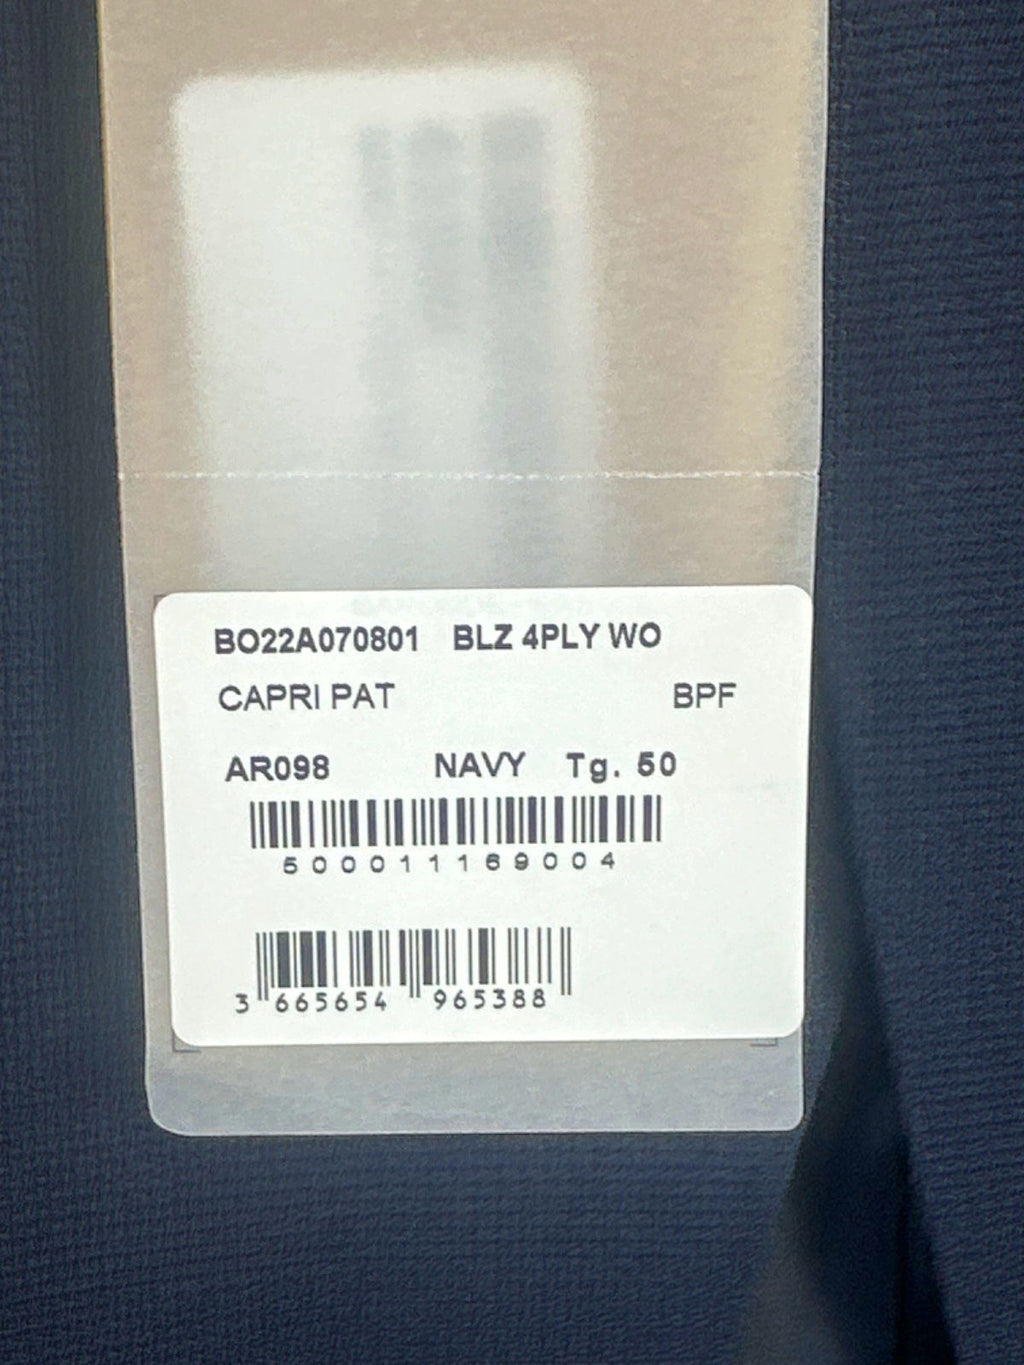 BO22A070801 BLZ 4PLY WO
CAPRI PAT BPF
AR098 NAVY Tg. 50
500011169004
3 665654 965388